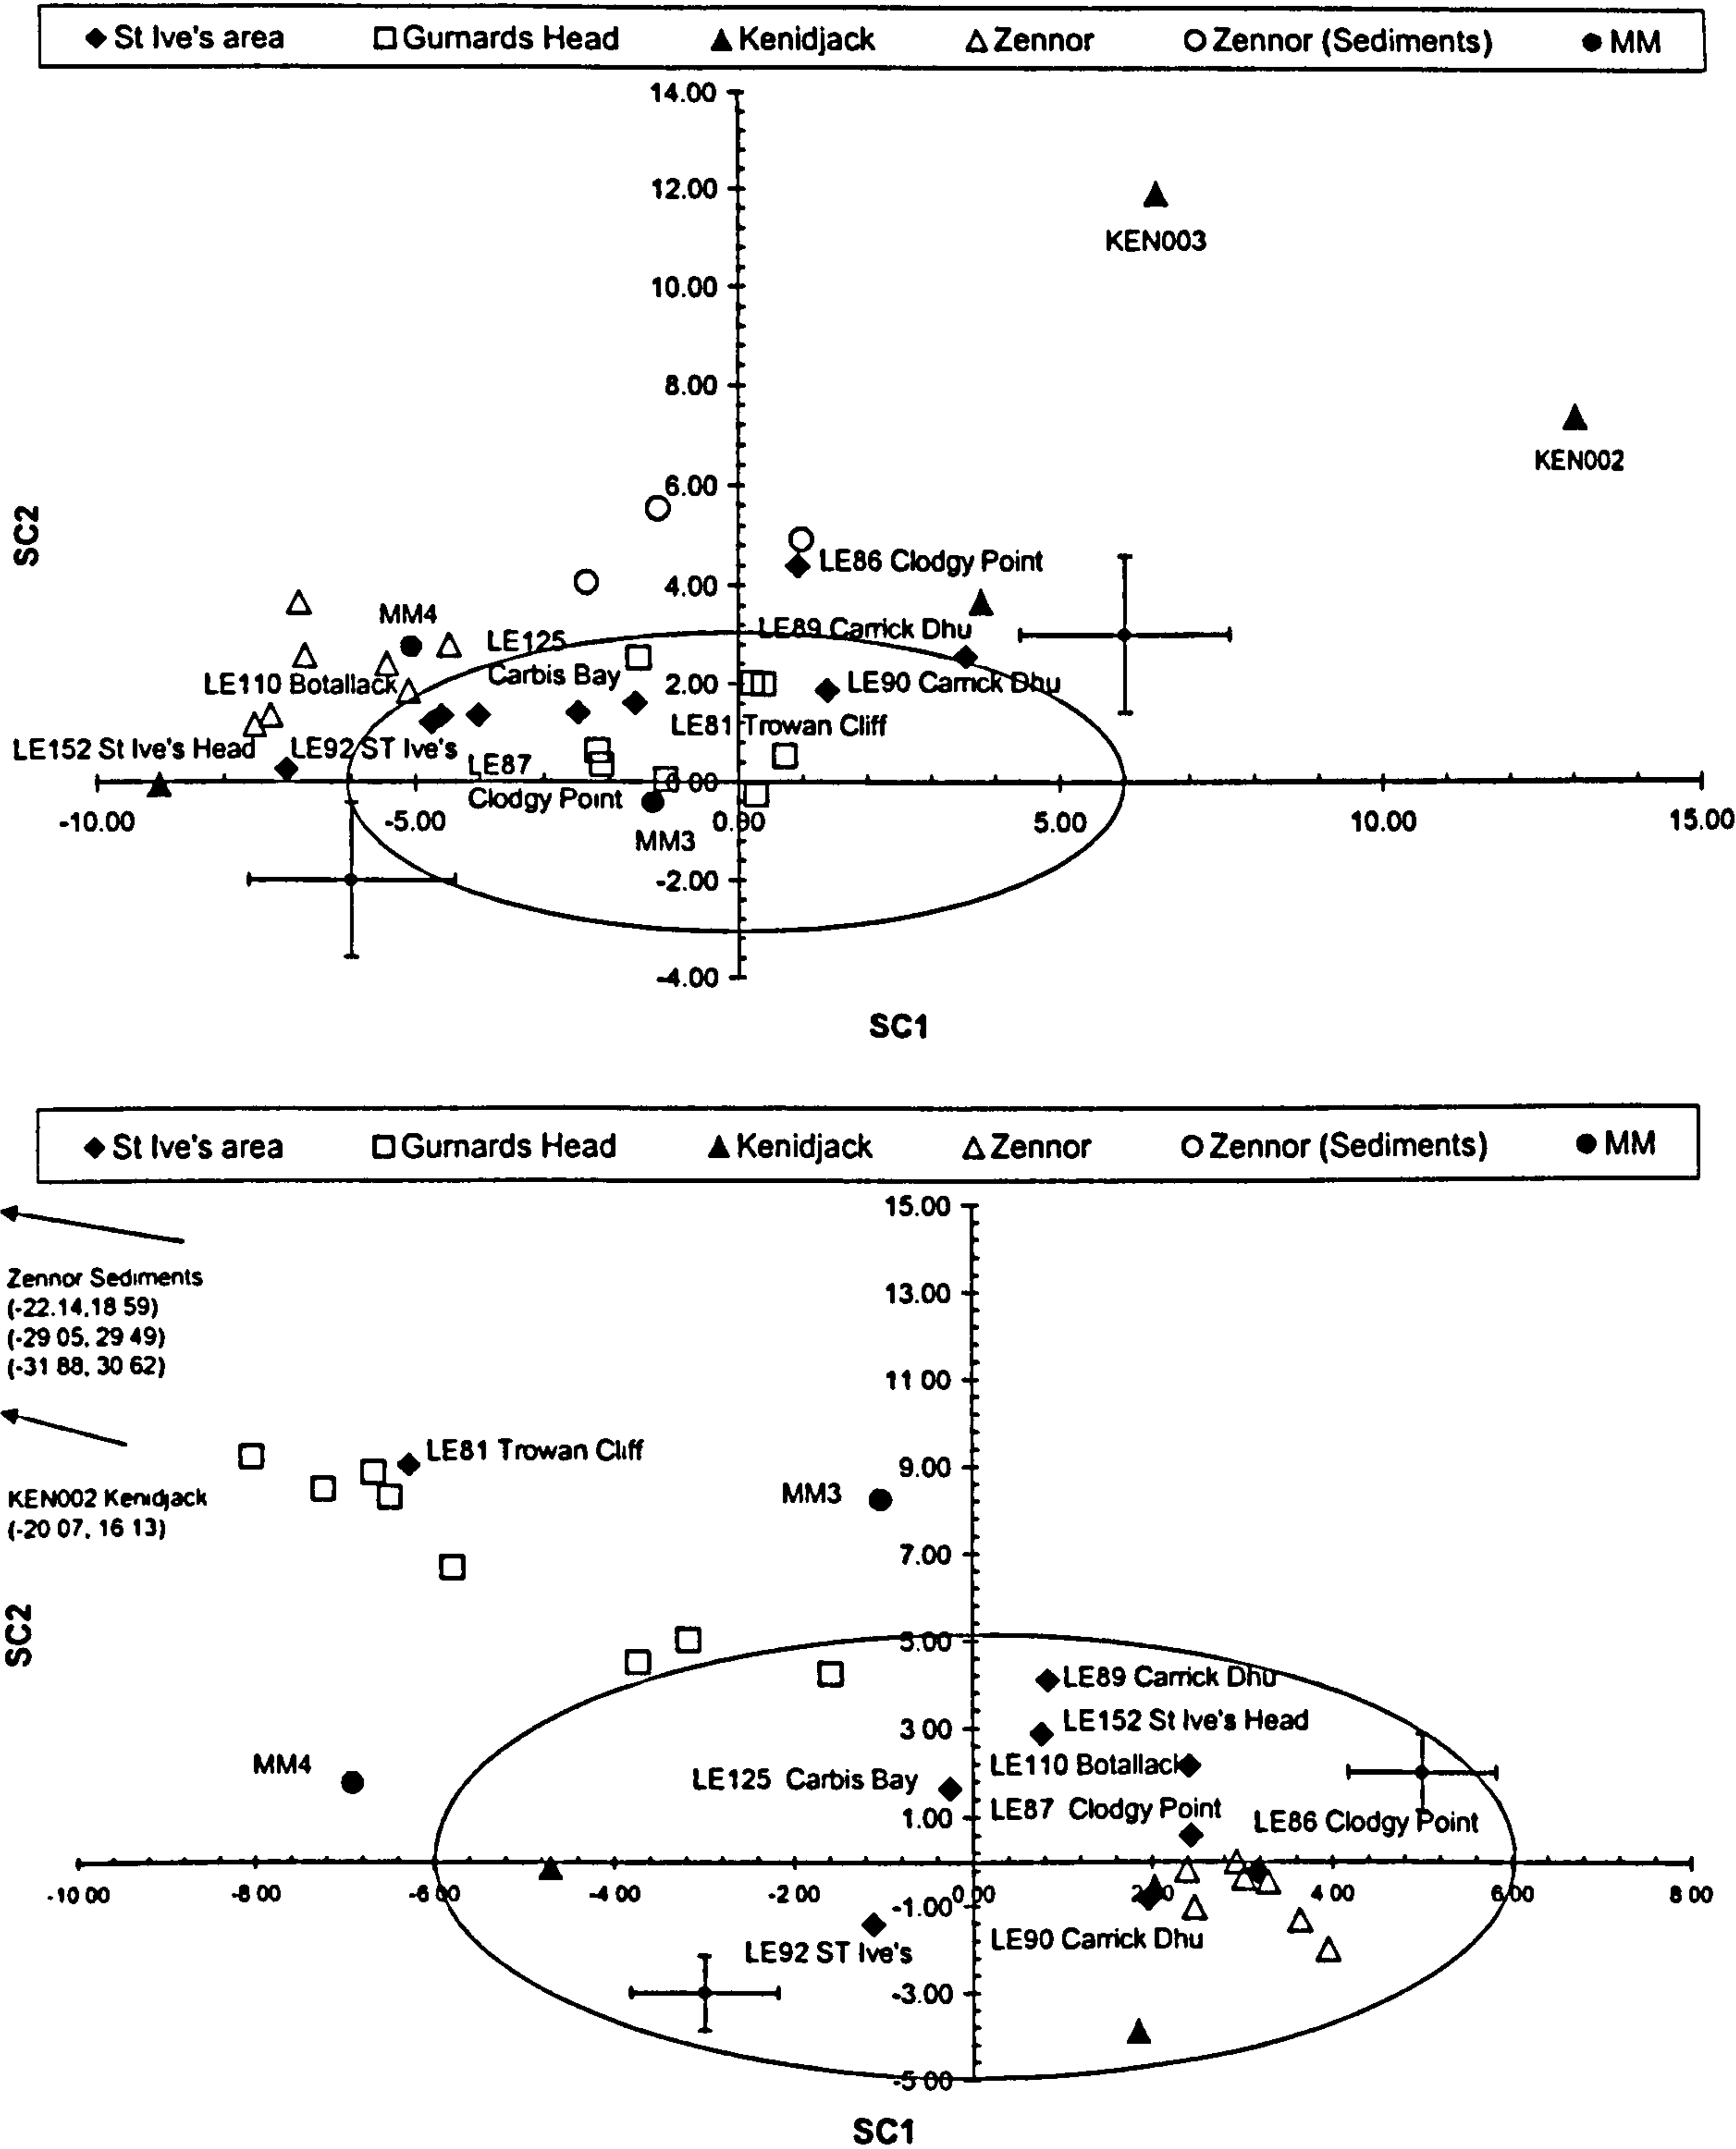 St Ive's area Gurnards Head Kenidjack Zennor Zennor (Sediments) MM
14.00
12.00
KEN003
10.00
8.00
KEN002
6.00
SC2
LE86 Clodgy Point
4.00
MM4
LE89 Carrick Dhu
LE125
Carbis Bay
LE110 Botallack
2.00
LE90 Carrick Dhu
LE81 Trowan Cliff
LE152 St Ive's Head
LE92 ST Ive's
LE87
Clodgy Point
0.00
-10.00 -5.00 0.00 5.00 10.00 15.00
MM3
-2.00
-4.00
SC1
St Ive's area Gurnards Head Kenidjack Zennor Zennor (Sediments) MM
15.00
Zennor Sediments
(-22.14.18 59)
(-29 05, 29 49)
(-31 88, 30 62)
13.00
11 00
LE81 Trowan Cliff
9.00
KEN002 Kenidjack
(-20 07, 16 13)
MM3
7.00
SC2
5.00
LE89 Carrick Dhu
3 00
LE152 St Ive's Head
MM4
LE110 Botallack
LE125 Carbis Bay
1.00
LE87 Clodgy Point
LE86 Clodgy Point
-10 00 -8 00 -6 00 -4 00 -2 00 0 00 2 00 4 00 6 00 8 00
-1.00
LE90 Carrick Dhu
LE92 ST Ive's
-3.00
-5 00
SC1